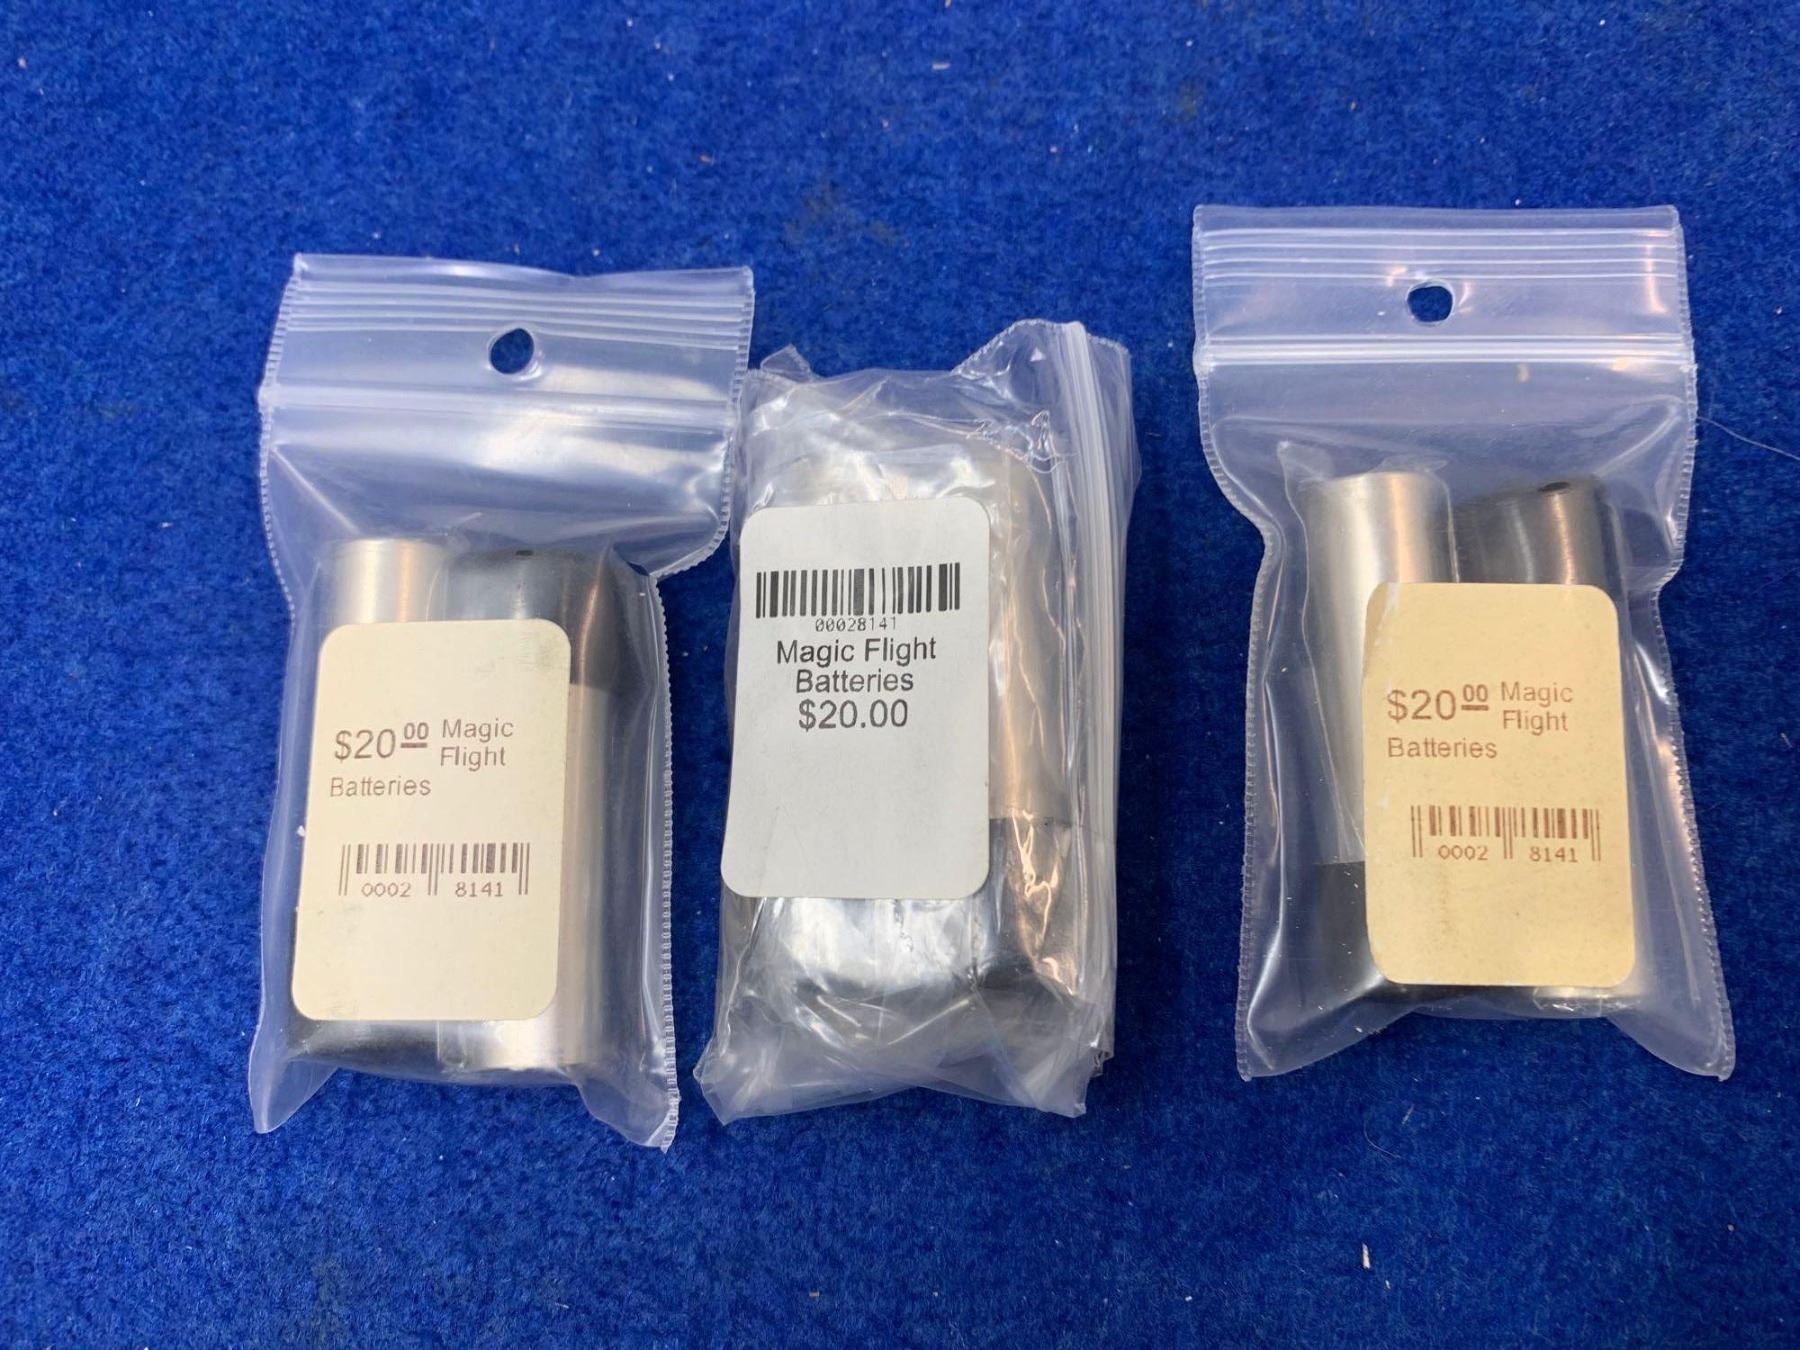 $20 00 Magic
Flight
Batteries
0002 8141
00028141
Magic Flight
Batteries
$20.00
$20 00 Magic
Flight
Batteries
0002 8141